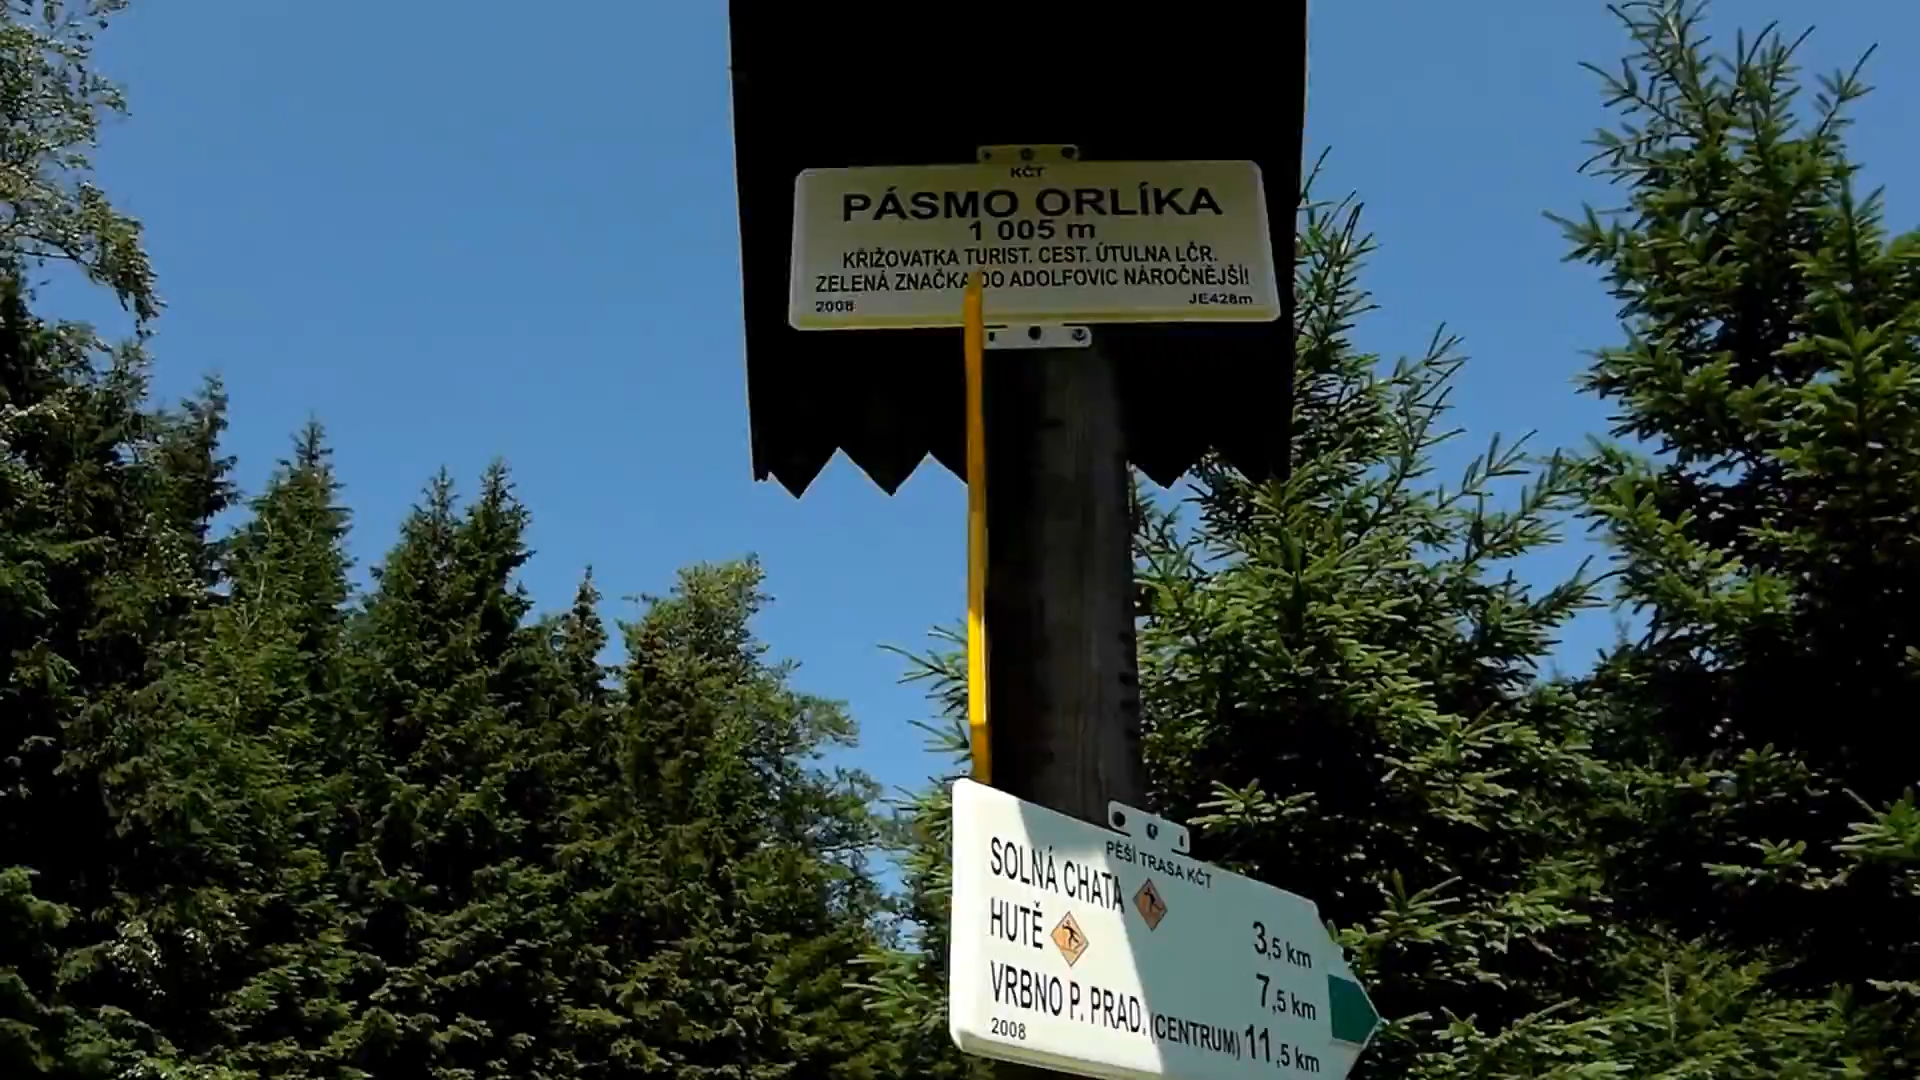 KČT
PÁSMO ORLÍKA
1 005 m
KŘIŽOVATKA TURIST. CEST. ÚTULNA LČR.
ZELENÁ ZNAČKA DO ADOLFOVIC NÁROČNĚJŠÍ!
2008 JE428m
PĚŠÍ TRASA KČT
SOLNÁ CHATA 3,5 km
HUTĚ 7,5 km
VRBNO P. PRAD. (CENTRUM) 11,5 km
2008